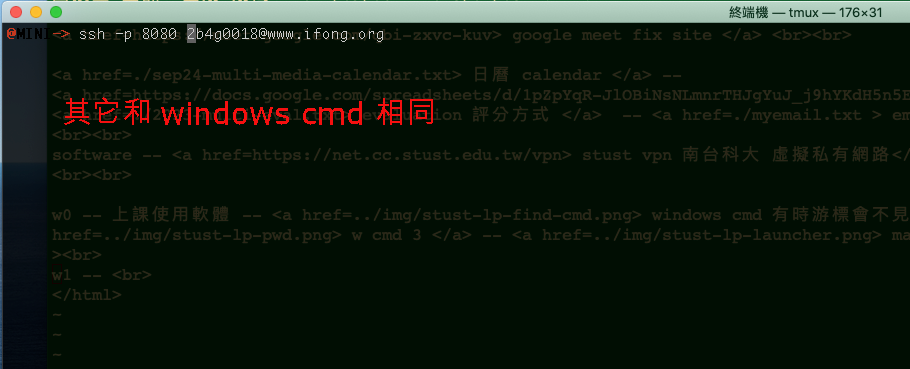 終端機 — tmux — 176×31
@MINI -> ssh -p 8080 2b4g0018@www.ifong.org
bi-zxvc-kuv> google meet fix site </a> <br><br>
<a href=./sep24-multi-media-calendar.txt> 日曆 calendar </a> --
<a href=https://docs.google.com/spreadsheets/d/1pZpYqR-JlOBiNsNLmnrTHJgYuJ_j9hYKdH5n5E
其它和 windows cmd 相同
評分方式 </a> -- <a href=./myemail.txt > em
<br><br>
software -- <a href=https://net.cc.stust.edu.tw/vpn> stust vpn 南台科大 虛擬私有網路</
<br><br>
w0 -- 上課使用軟體 -- <a href=../img/stust-lp-find-cmd.png> windows cmd 有時游標會不見
href=../img/stust-lp-pwd.png> w cmd 3 </a> -- <a href=../img/stust-lp-launcher.png> ma
><br>
w1 -- <br>
</html>
~
~
~